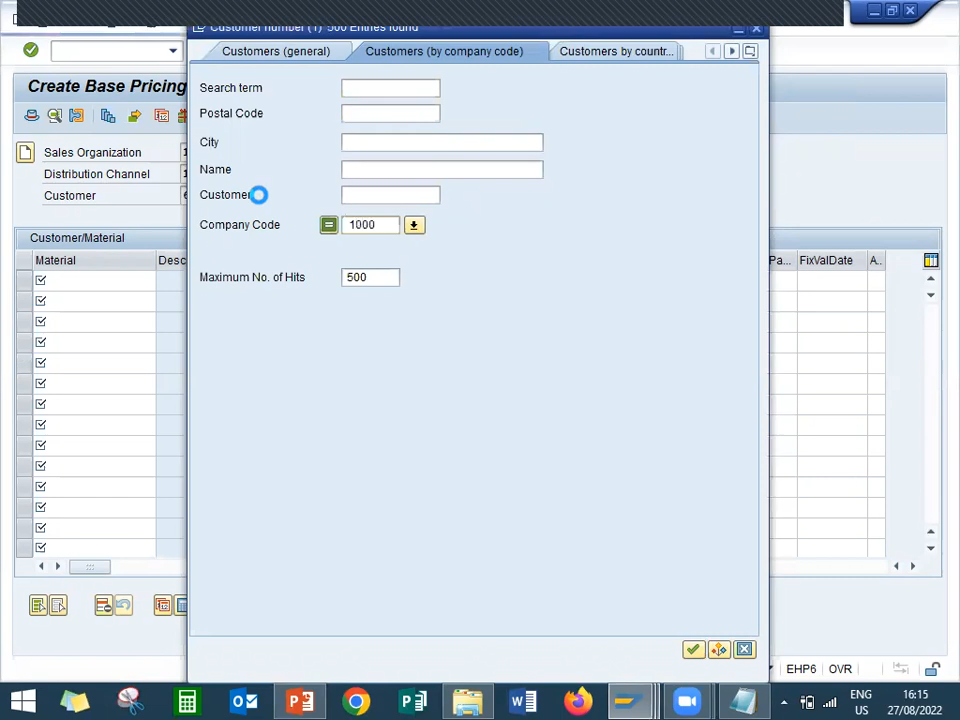 Customer number (1) 500 Entries found
Customers (general)
Customers (by company code)
Customers by countr...
Create Base Pricing
Search term
Postal Code
Sales Organization
City
Distribution Channel
Name
Customer
Customer
Company Code
1000
Customer/Material
Material
Desc
Pa...
FixValDate
A..
Maximum No. of Hits
500
EHP6
OVR
ENG
US
16:15
27/08/2022